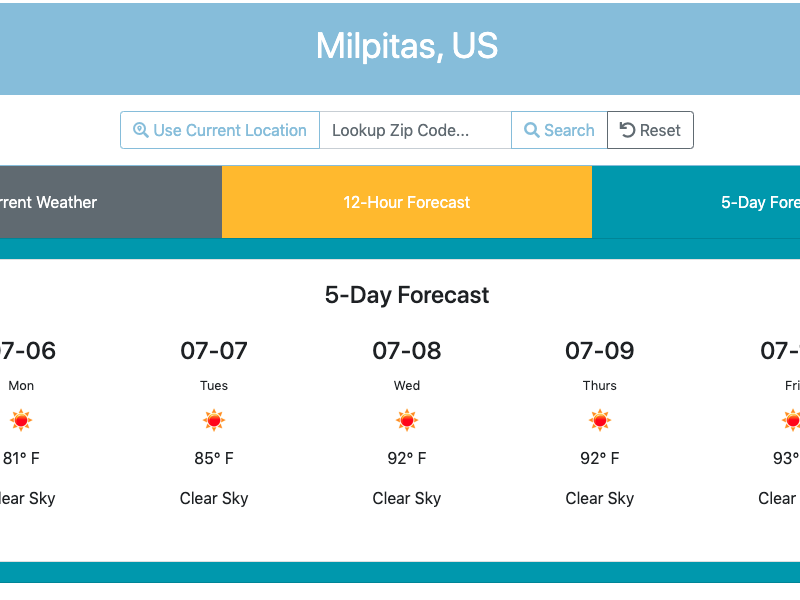 Milpitas, US
Use Current Location Lookup Zip Code... Search Reset
rrent Weather 12-Hour Forecast 5-Day Fore
5-Day Forecast
7-06 07-07 07-08 07-09 07-
Mon Tues Wed Thurs Fri
81° F 85° F 92° F 92° F 93°
lear Sky Clear Sky Clear Sky Clear Sky Clear